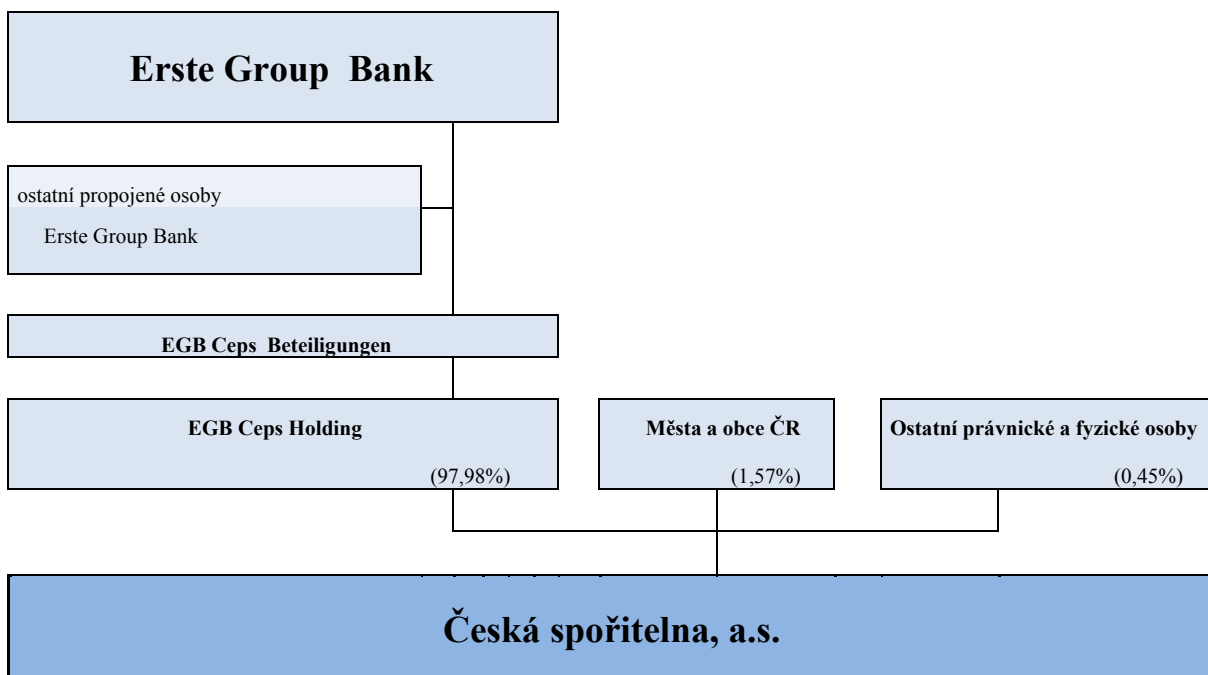 Erste Group Bank
ostatní propojené osoby
Erste Group Bank
EGB Ceps Beteiligungen
EGB Ceps Holding
(97,98%)
Města a obce ČR
(1,57%)
Ostatní právnické a fyzické osoby
(0,45%)
Česká spořitelna, a.s.